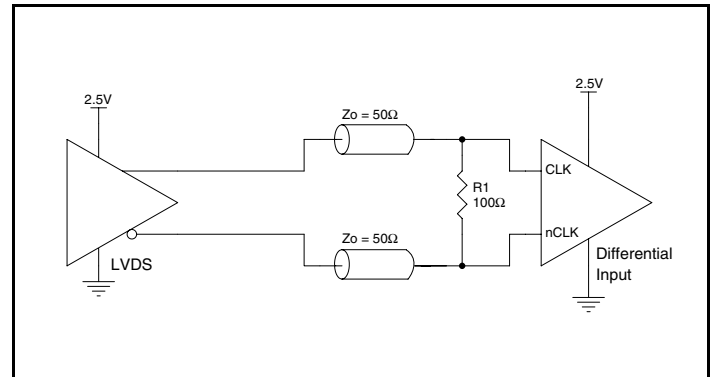 2.5V
2.5V
Zo = 50Ω
CLK
R1
100Ω
nCLK
Zo = 50Ω
LVDS
Differential
Input